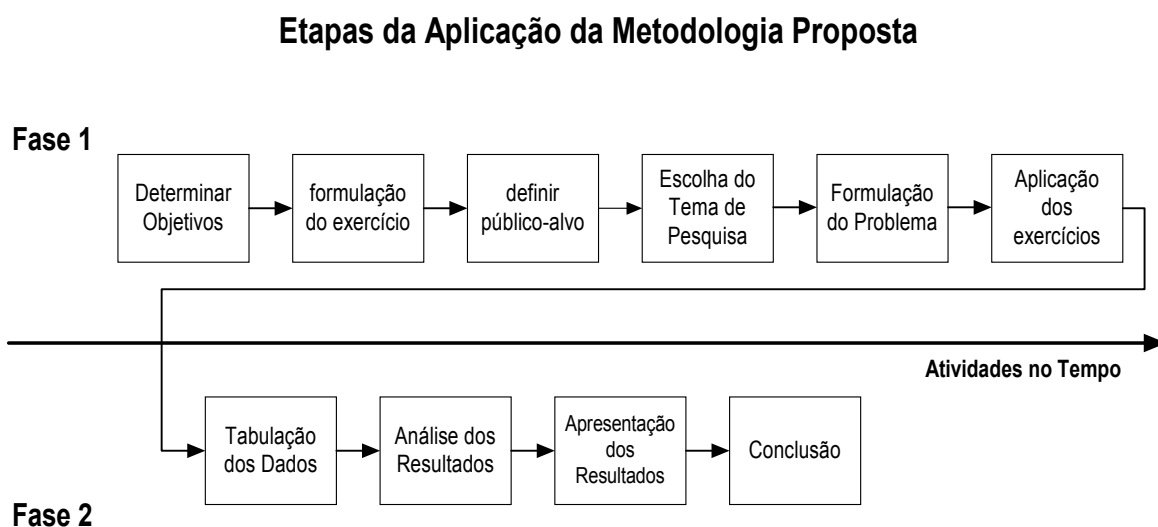 Etapas da Aplicação da Metodologia Proposta
Fase 1
Determinar
Objetivos
formulação
do exercício
definir
público-alvo
Escolha do
Tema de
Pesquisa
Formulação
do Problema
Aplicação
dos
exercícios
Atividades no Tempo
Tabulação
dos Dados
Análise dos
Resultados
Apresentação
dos
Resultados
Conclusão
Fase 2